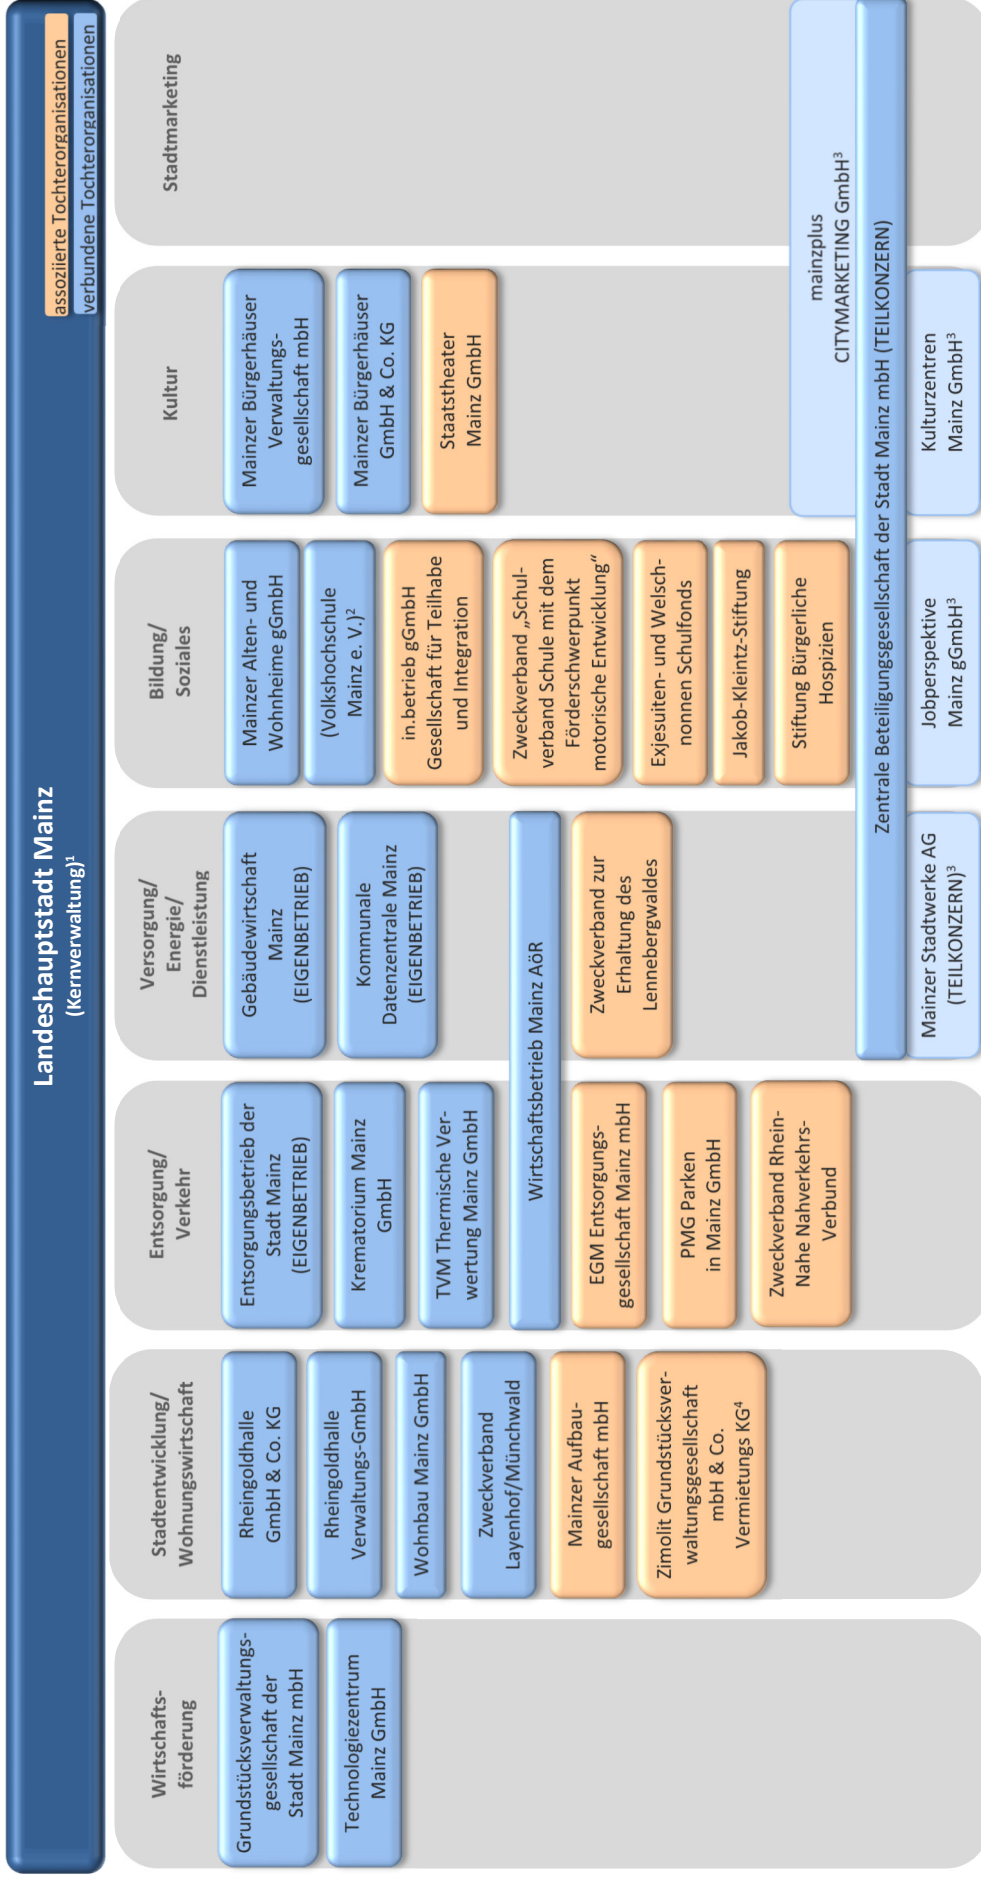 Landeshauptstadt Mainz
(Kernverwaltung)¹
assoziierte Tochterorganisationen
verbundene Tochterorganisationen
Wirtschafts-
förderung
Grundstücksverwaltungs-
gesellschaft der
Stadt Mainz mbH
Technologiezentrum
Mainz GmbH
Stadtentwicklung/
Wohnungswirtschaft
Rheingoldhalle
GmbH & Co. KG
Rheingoldhalle
Verwaltungs-GmbH
Wohnbau Mainz GmbH
Zweckverband
Layenhof/Münchwald
Mainzer Aufbau-
gesellschaft mbH
Zimolit Grundstücksver-
waltungsgesellschaft
mbH & Co.
Vermietungs KG⁴
Entsorgung/
Verkehr
Entsorgungsbetrieb der
Stadt Mainz
(EIGENBETRIEB)
Krematorium Mainz
GmbH
TVM Thermische Ver-
wertung Mainz GmbH
Wirtschaftsbetrieb Mainz AöR
EGM Entsorgungs-
gesellschaft Mainz mbH
PMG Parken
in Mainz GmbH
Zweckverband Rhein-
Nahe Nahverkehrs-
Verbund
Versorgung/
Energie/
Dienstleistung
Gebäudewirtschaft
Mainz
(EIGENBETRIEB)
Kommunale
Datenzentrale Mainz
(EIGENBETRIEB)
Zweckverband zur
Erhaltung des
Lennebergwaldes
Bildung/
Soziales
Mainzer Alten- und
Wohnheime gGmbH
(Volkshochschule
Mainz e. V.)²
in.betrieb gGmbH
Gesellschaft für Teilhabe
und Integration
Zweckverband „Schul-
verband Schule mit dem
Förderschwerpunkt
motorische Entwicklung“
Exjesuiten- und Welsch-
nonnen Schulfonds
Jakob-Kleintz-Stiftung
Stiftung Bürgerliche
Hospizien
Kultur
Mainzer Bürgerhäuser
Verwaltungs-
gesellschaft mbH
Mainzer Bürgerhäuser
GmbH & Co. KG
Staatstheater
Mainz GmbH
Stadtmarketing
mainzplus
CITYMARKETING GmbH³
Zentrale Beteiligungsgesellschaft der Stadt Mainz mbH (TEILKONZERN)
Mainzer Stadtwerke AG
(TEILKONZERN)³
Jobperspektive
Mainz gGmbH³
Kulturzentren
Mainz GmbH³